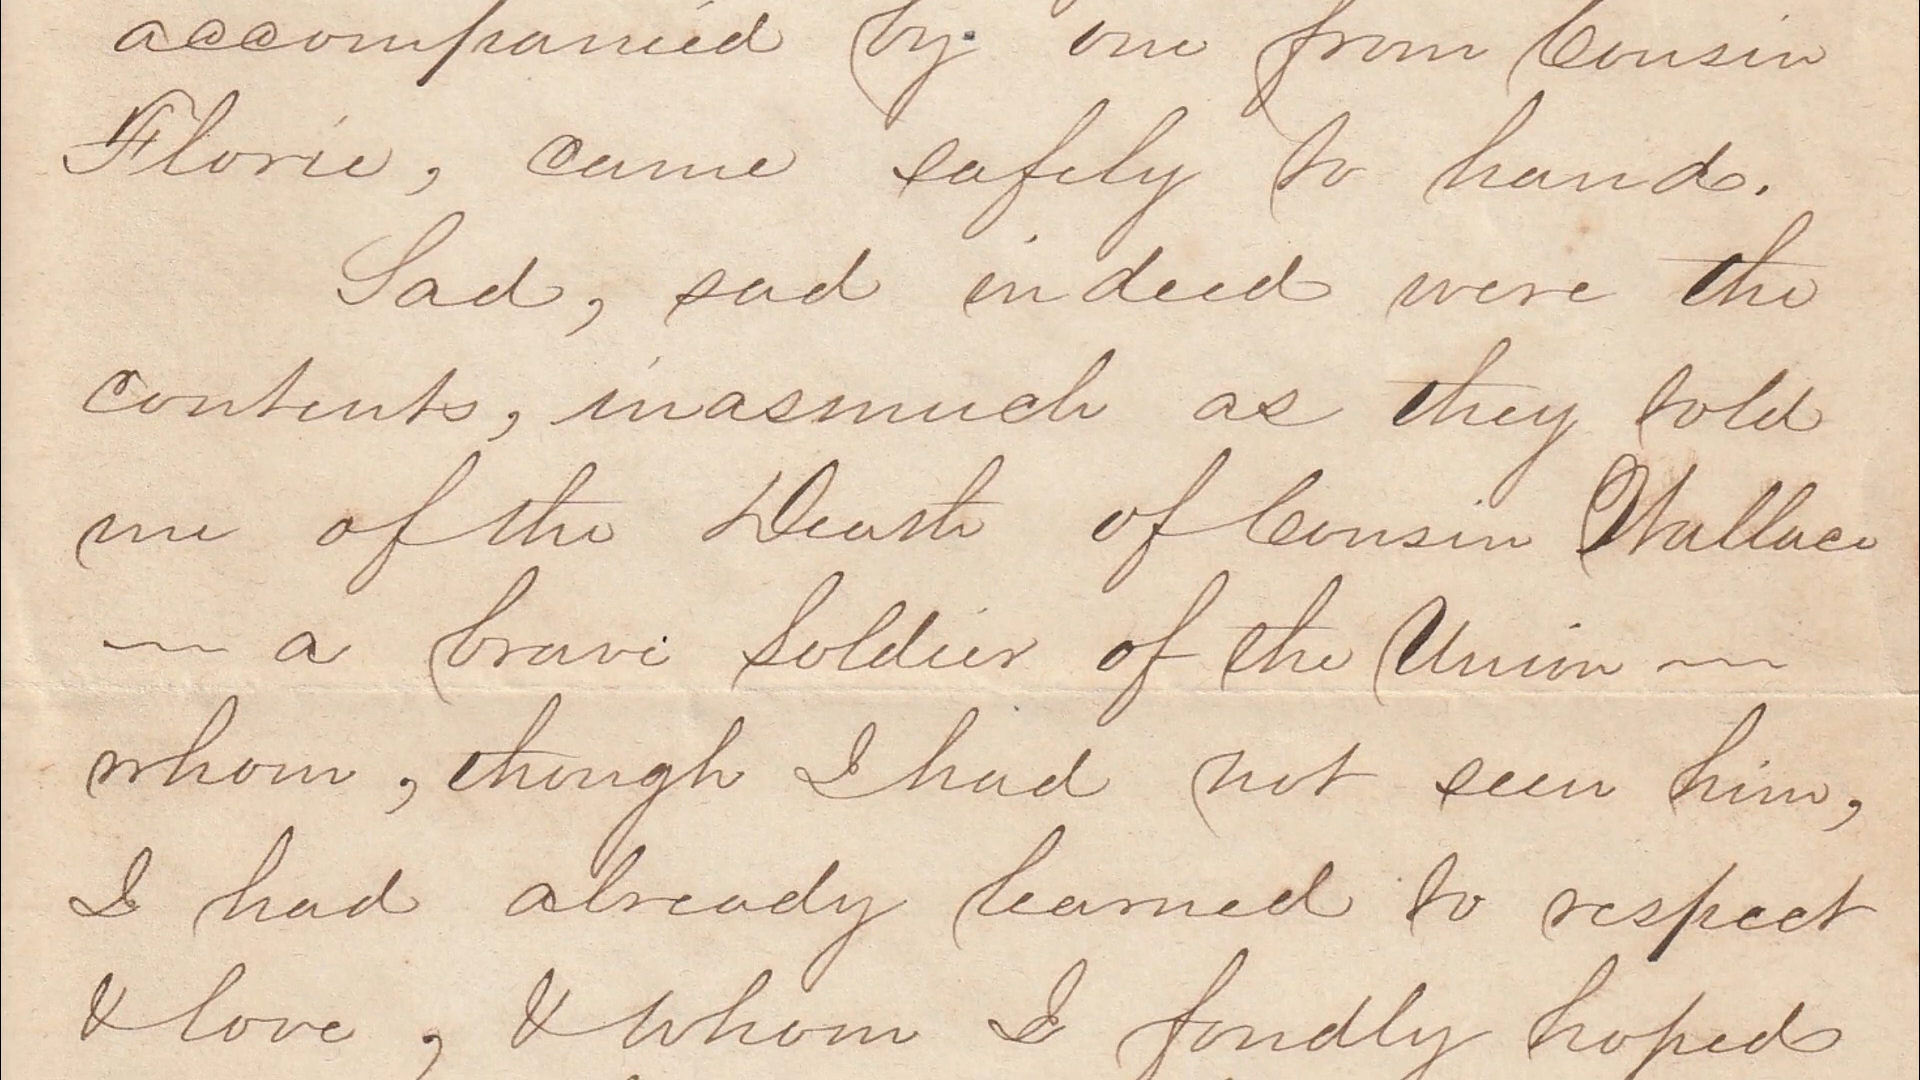 accompanied by one from Cousin
Florie, came safely to hand.
Sad, sad indeed were the
contents, inasmuch as they told
me of the Death of Cousin Wallace
— a brave Soldier of the Union —
whom, though I had not seen him,
I had already learned to respect
& love, & whom I fondly hoped